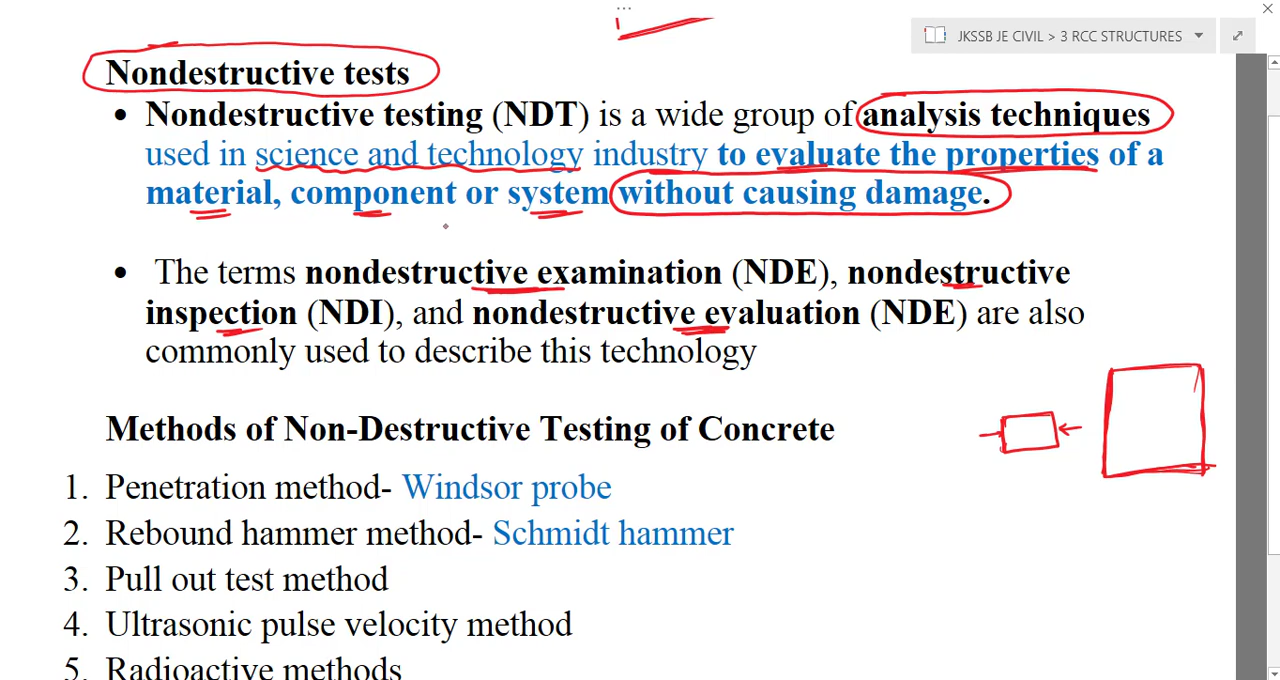 ...
JKSSB JE CIVIL > 3 RCC STRUCTURES
Nondestructive tests
• Nondestructive testing (NDT) is a wide group of analysis techniques
used in science and technology industry to evaluate the properties of a
material, component or system without causing damage.
• The terms nondestructive examination (NDE), nondestructive
inspection (NDI), and nondestructive evaluation (NDE) are also
commonly used to describe this technology
Methods of Non-Destructive Testing of Concrete
1. Penetration method- Windsor probe
2. Rebound hammer method- Schmidt hammer
3. Pull out test method
4. Ultrasonic pulse velocity method
5. Radioactive methods